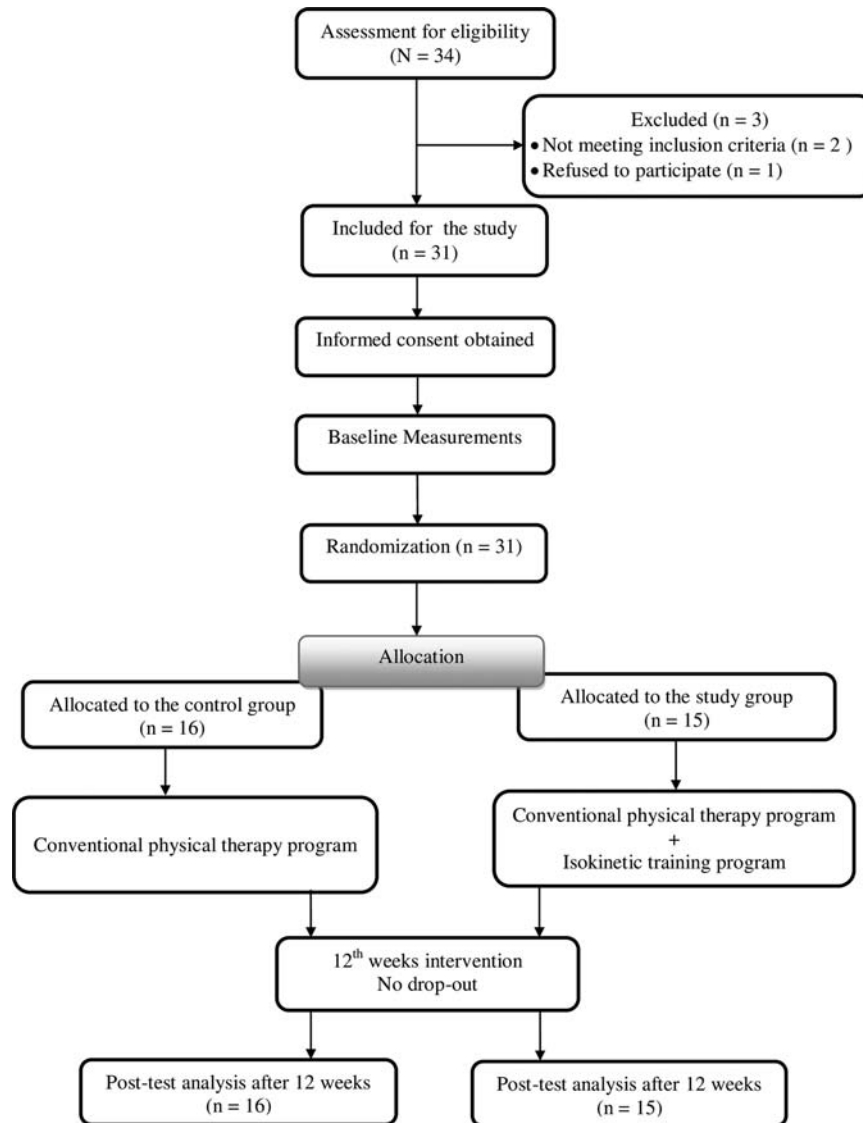 Assessment for eligibility
(N = 34)
Excluded (n = 3)
• Not meeting inclusion criteria (n = 2 )
• Refused to participate (n = 1)
Included for the study
(n = 31)
Informed consent obtained
Baseline Measurements
Randomization (n = 31)
Allocation
Allocated to the control group
(n = 16)
Allocated to the study group
(n = 15)
Conventional physical therapy program
Conventional physical therapy program
+
Isokinetic training program
12th weeks intervention
No drop-out
Post-test analysis after 12 weeks
(n = 16)
Post-test analysis after 12 weeks
(n = 15)